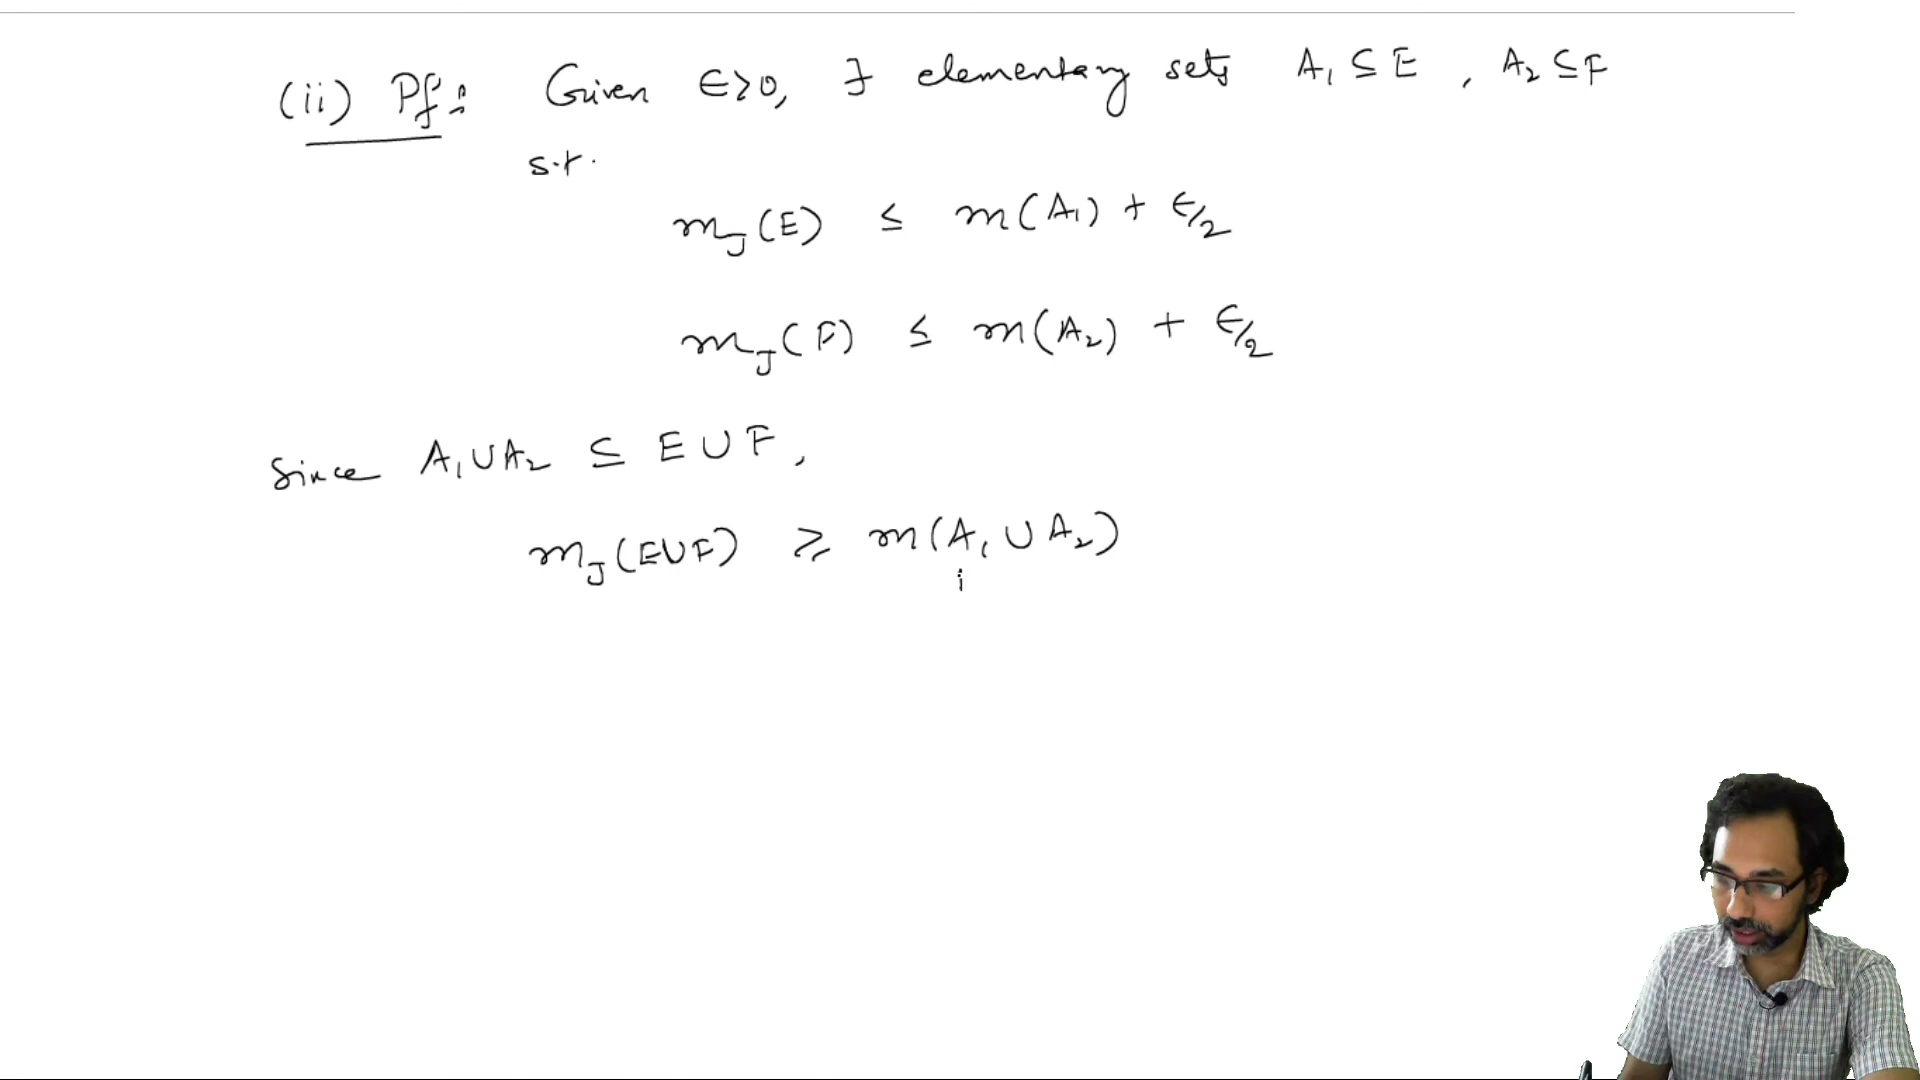 (ii) Pf: Given ε>0, ∃ elementary sets A₁ ⊆ E, A₂ ⊆ F
s.t.
m_J(E) ≤ m(A₁) + ε/2
m_J(F) ≤ m(A₂) + ε/2
Since A₁∪A₂ ⊆ E∪F,
m_J(E∪F) ≥ m(A₁ ∪ A₂)